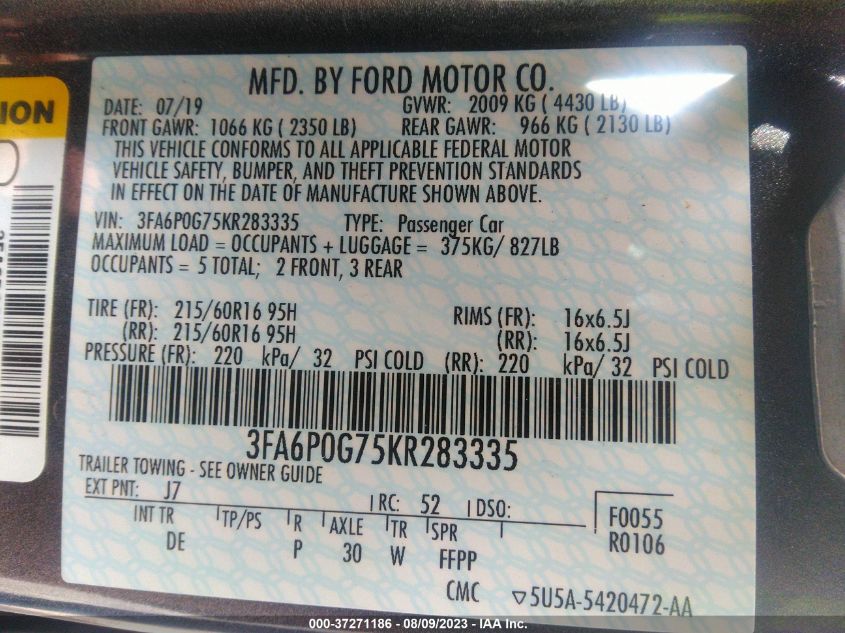 MFD. BY FORD MOTOR CO.
DATE: 07/19 GVWR: 2009 KG ( 4430 LB)
FRONT GAWR: 1066 KG ( 2350 LB) REAR GAWR: 966 KG ( 2130 LB)
THIS VEHICLE CONFORMS TO ALL APPLICABLE FEDERAL MOTOR
VEHICLE SAFETY, BUMPER, AND THEFT PREVENTION STANDARDS
IN EFFECT ON THE DATE OF MANUFACTURE SHOWN ABOVE.
VIN: 3FA6P0G75KR283335 TYPE: Passenger Car
MAXIMUM LOAD = OCCUPANTS + LUGGAGE = 375KG/ 827LB
OCCUPANTS = 5 TOTAL; 2 FRONT, 3 REAR
TIRE (FR): 215/60R16 95H RIMS (FR): 16x6.5J
(RR): 215/60R16 95H (RR): 16x6.5J
PRESSURE (FR): 220 kPa/ 32 PSI COLD (RR): 220 kPa/ 32 PSI COLD
3FA6P0G75KR283335
TRAILER TOWING - SEE OWNER GUIDE
EXT PNT: J7 RC: 52 DSO:
INT TR TP/PS R AXLE TR SPR F0055
DE P 30 W FFPP R0106
CMC ▽5U5A-5420472-AA
ION
000-37271186 - 08/09/2023 - IAA Inc.